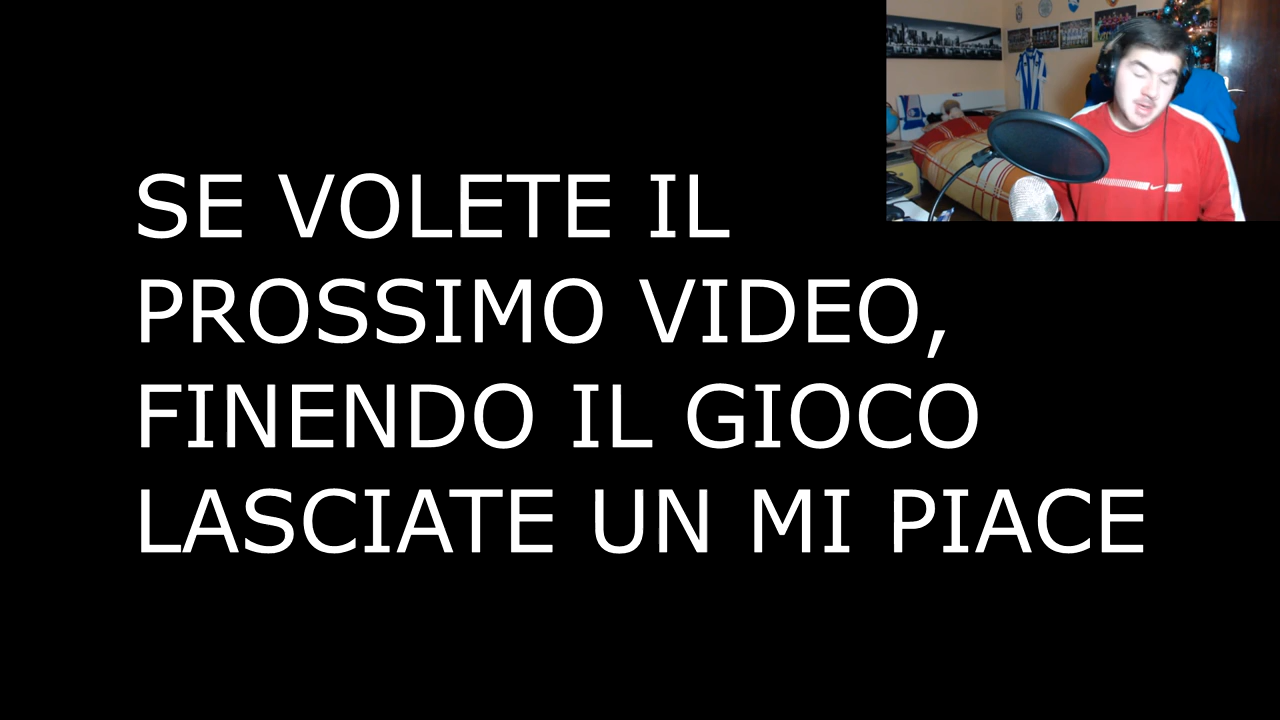 SE VOLETE IL
PROSSIMO VIDEO,
FINENDO IL GIOCO
LASCIATE UN MI PIACE